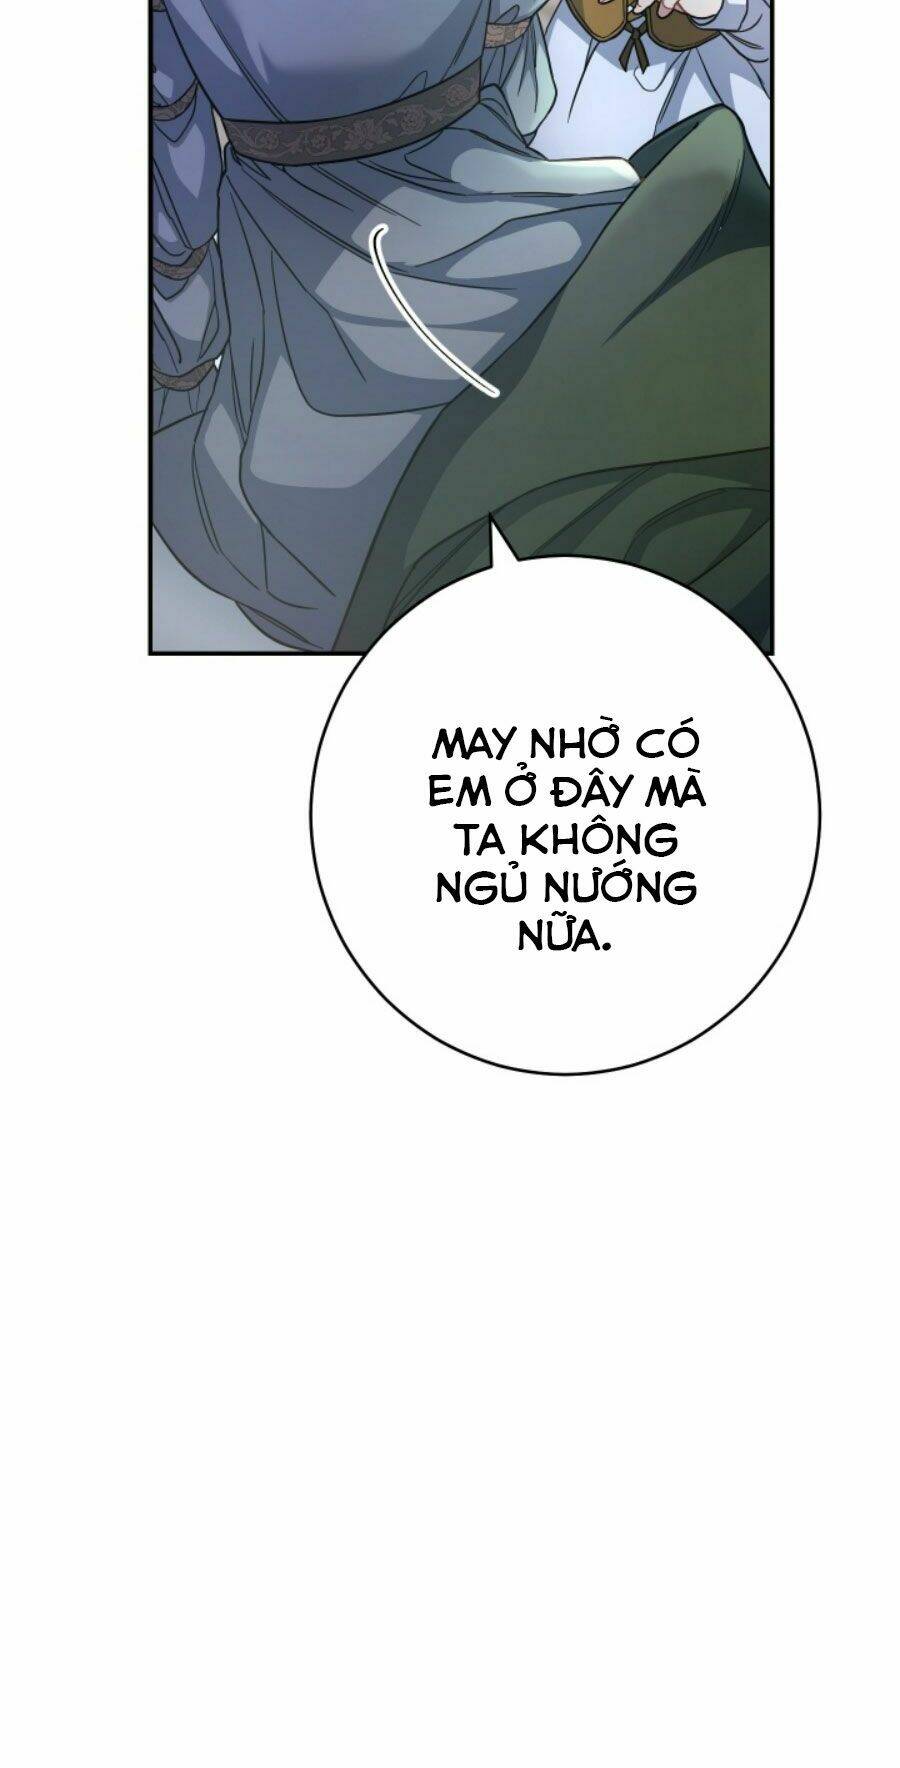 MAY NHỜ CÓ
EM Ở ĐÂY MÀ
TA KHÔNG
NGỦ NƯỚNG
NỮA.